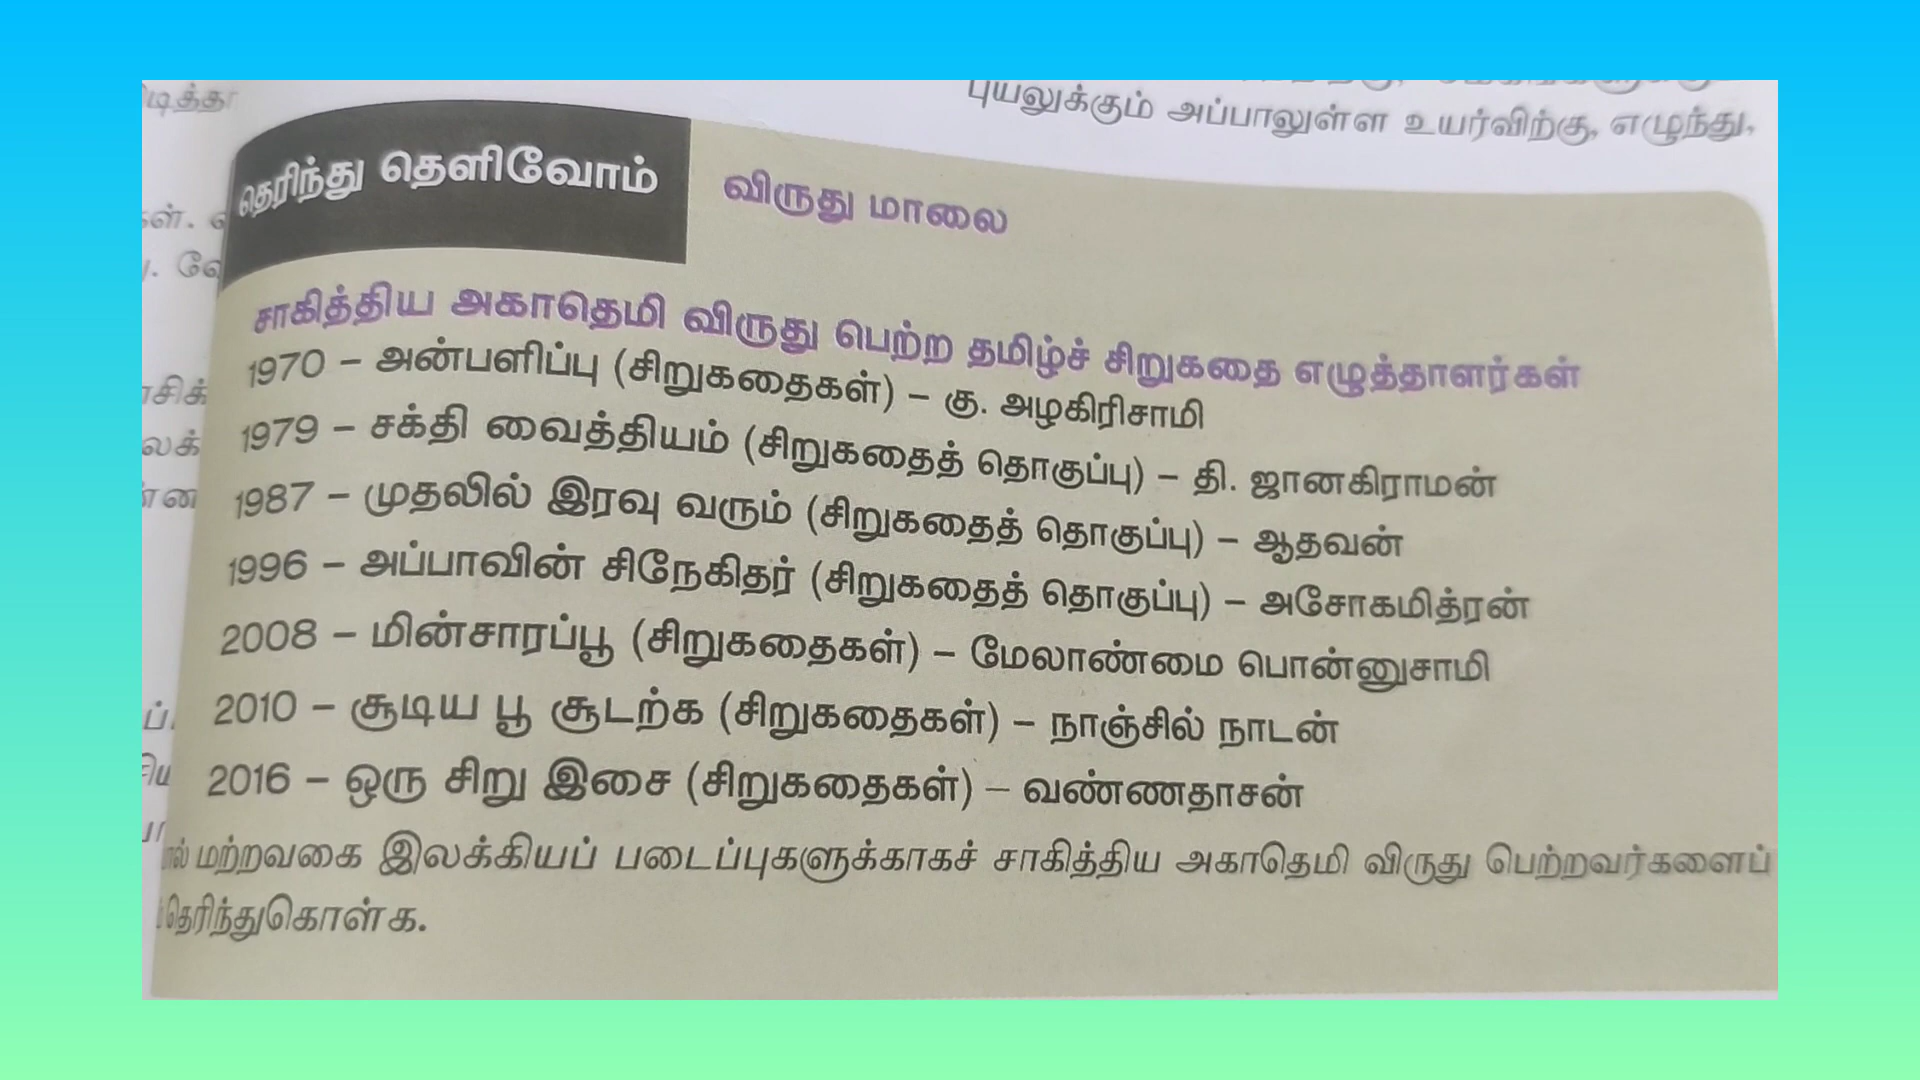 புயலுக்கும் அப்பாலுள்ள உயர்விற்கு, எழுந்து,
தெரிந்து தெளிவோம்
விருது மாலை
சாகித்திய அகாதெமி விருது பெற்ற தமிழ்ச் சிறுகதை எழுத்தாளர்கள்
1970 – அன்பளிப்பு (சிறுகதைகள்) – கு. அழகிரிசாமி
1979 – சக்தி வைத்தியம் (சிறுகதைத் தொகுப்பு) – தி. ஜானகிராமன்
1987 – முதலில் இரவு வரும் (சிறுகதைத் தொகுப்பு) – ஆதவன்
1996 – அப்பாவின் சிநேகிதர் (சிறுகதைத் தொகுப்பு) – அசோகமித்ரன்
2008 – மின்சாரப்பூ (சிறுகதைகள்) – மேலாண்மை பொன்னுசாமி
2010 – சூடிய பூ சூடற்க (சிறுகதைகள்) – நாஞ்சில் நாடன்
2016 – ஒரு சிறு இசை (சிறுகதைகள்) – வண்ணதாசன்
மற்றவகை இலக்கியப் படைப்புகளுக்காகச் சாகித்திய அகாதெமி விருது பெற்றவர்களைப்
தெரிந்துகொள்க.